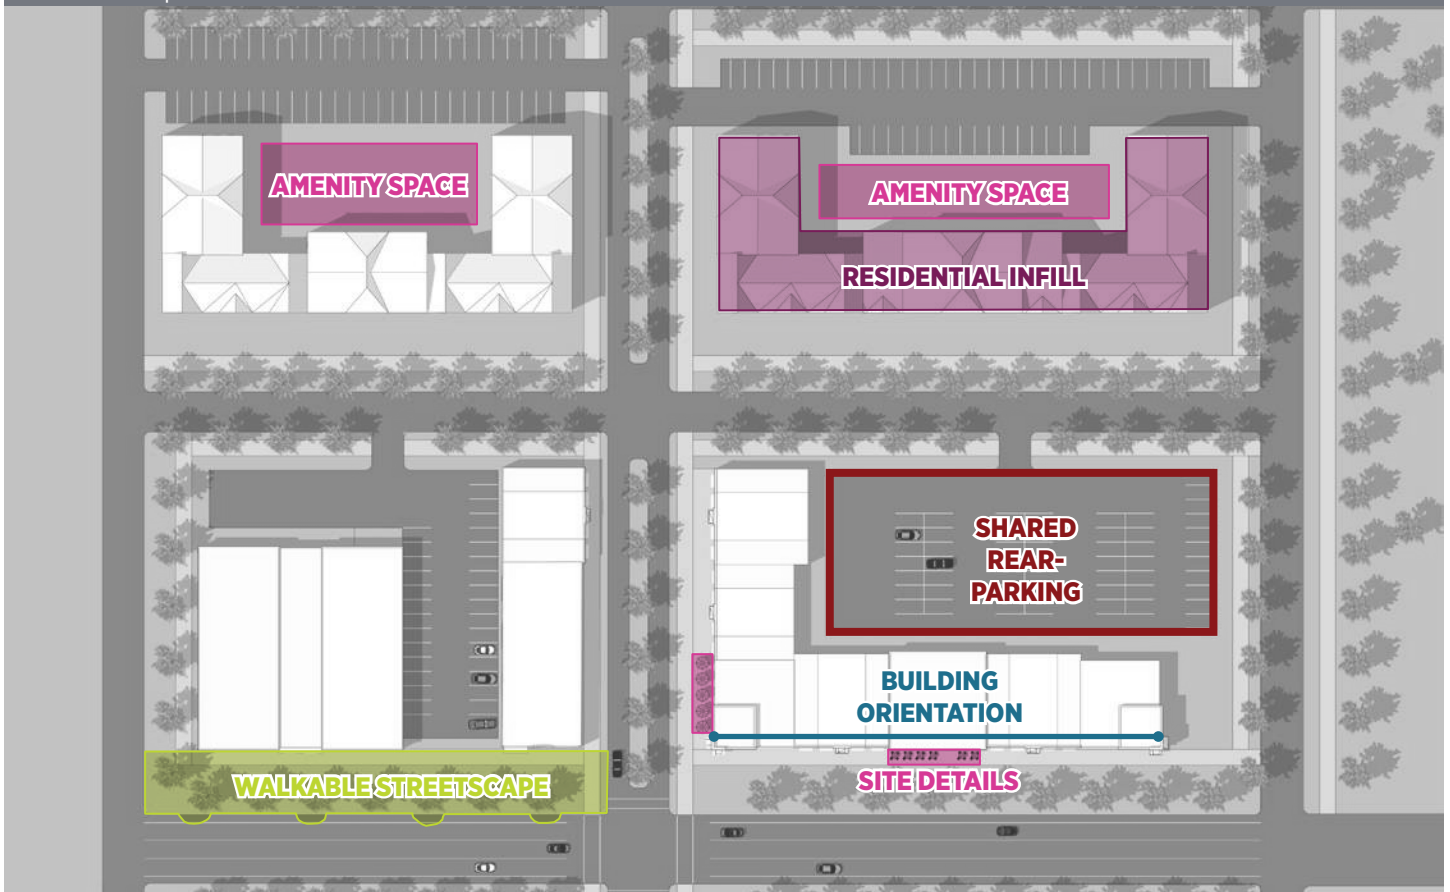 AMENITY SPACE
AMENITY SPACE
RESIDENTIAL INFILL
SHARED
REAR-
PARKING
BUILDING
ORIENTATION
WALKABLE STREETSCAPE
SITE DETAILS